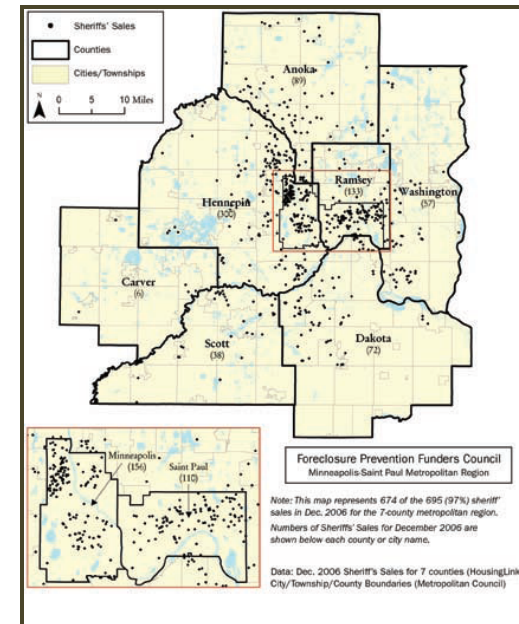 Sheriffs' Sales
Counties
Cities/Townships
N
0 5 10 Miles
Anoka
(89)
Hennepin
(300)
Ramsey
(133)
Washington
(57)
Carver
(6)
Scott
(38)
Dakota
(72)
Minneapolis
(156)
Saint Paul
(110)
Foreclosure Prevention Funders Council
Minneapolis-Saint Paul Metropolitan Region
Note: This map represents 674 of the 695 (97%) sheriff'
sales in Dec. 2006 for the 7-county metropolitan region.
Numbers of Sheriffs' Sales for December 2006 are
shown below each county or city name.
Data: Dec. 2006 Sheriff's Sales for 7 counties (HousingLink
City/Township/County Boundaries (Metropolitan Council)